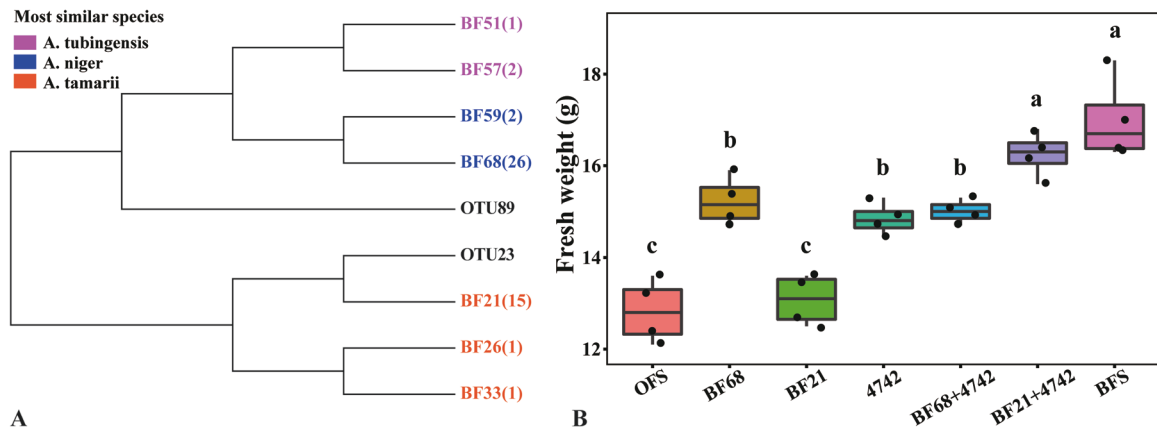 Most similar species
A. tubingensis
A. niger
A. tamarii
BF51(1)
BF57(2)
BF59(2)
BF68(26)
OTU89
OTU23
BF21(15)
BF26(1)
BF33(1)
A
Fresh weight (g)
18
16
14
12
c
b
c
b
b
a
a
OFS
BF68
BF21
4742
BF68+4742
BF21+4742
BFS
B